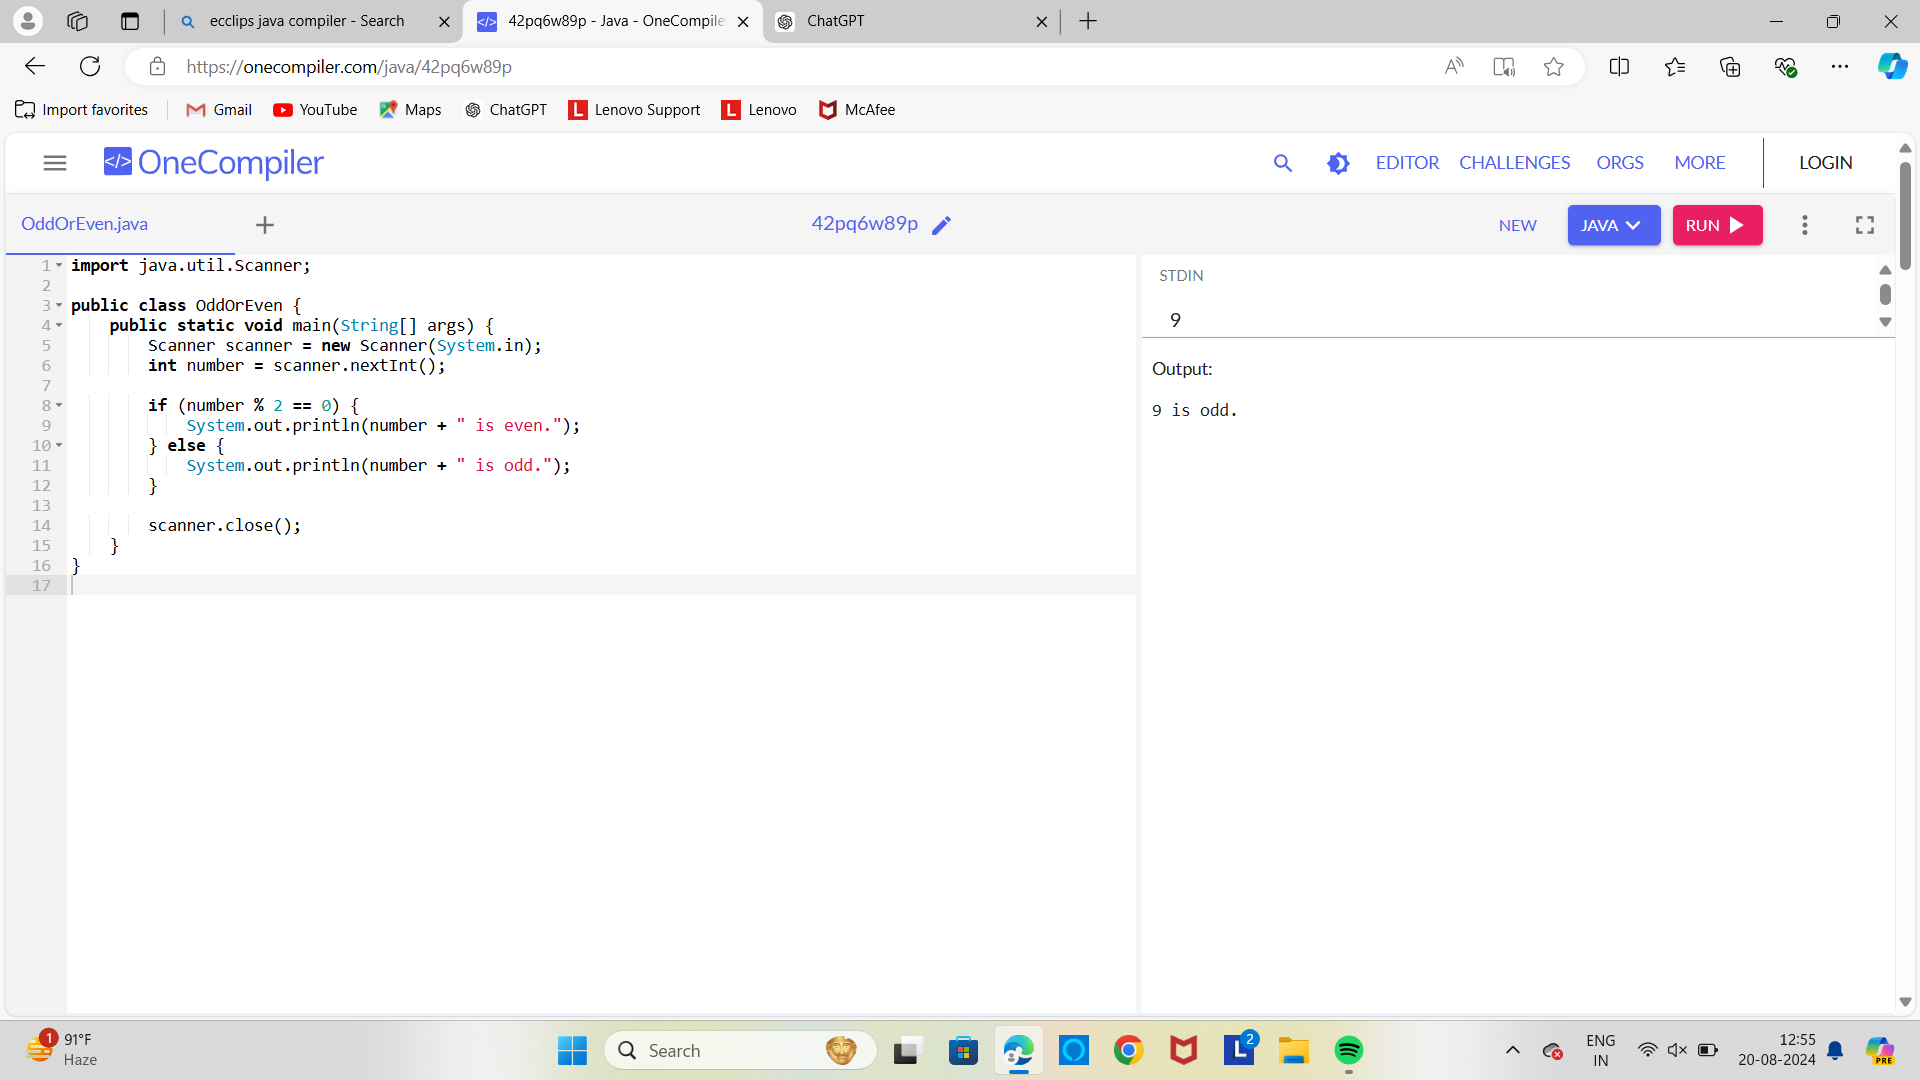 ecclips java compiler - Search
42pq6w89p - Java - OneCompile
ChatGPT
https://onecompiler.com/java/42pq6w89p
Import favorites
Gmail
YouTube
Maps
ChatGPT
L Lenovo Support
L Lenovo
McAfee
</> OneCompiler
EDITOR
CHALLENGES
ORGS
MORE
LOGIN
OddOrEven.java
42pq6w89p
NEW
JAVA
RUN
1 import java.util.Scanner;
2
3 public class OddOrEven {
4 public static void main(String[] args) {
5 Scanner scanner = new Scanner(System.in);
6 int number = scanner.nextInt();
7
8 if (number % 2 == 0) {
9 System.out.println(number + " is even.");
10 } else {
11 System.out.println(number + " is odd.");
12 }
13
14 scanner.close();
15 }
16 }
17
STDIN
9
Output:
9 is odd.
1
91°F
Haze
Search
L 2
ENG
IN
12:55
20-08-2024
PRE